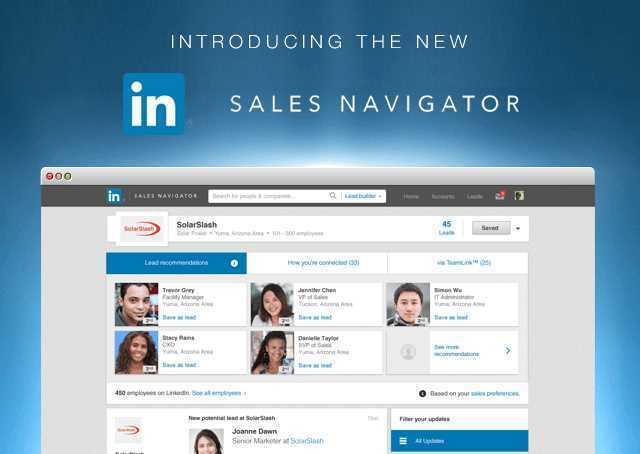 INTRODUCING THE NEW
in SALES NAVIGATOR
in SALES NAVIGATOR Search for people & companies... Lead builder Home Accounts Leads
SolarSlash
SolarSlash
Solar Power • Yuma, Arizona Area • 101 - 500 employees
45
Leads
Saved
Lead recommendations
How you're connected (33)
via TeamLink™ (25)
Trevor Grey
Facility Manager
Yuma, Arizona Area
Save as lead
2nd
Jennifer Chen
VP of Sales
Tucson, Arizona Area
Save as lead
2nd
Simon Wu
IT Administrator
Yuma, Arizona Area
Save as lead
2nd
Stacy Rains
CXO
Yuma, Arizona Area
Save as lead
2nd
Danielle Taylor
SVP of Sales
Yuma, Arizona Area
Save as lead
2nd
See more
recommendations
450 employees on LinkedIn. See all employees
Based on your sales preferences.
SolarSlash
SolarSlash
New potential lead at SolarSlash
Joanne Dawn
Senior Marketer at SolarSlash
Filter your updates
All Updates